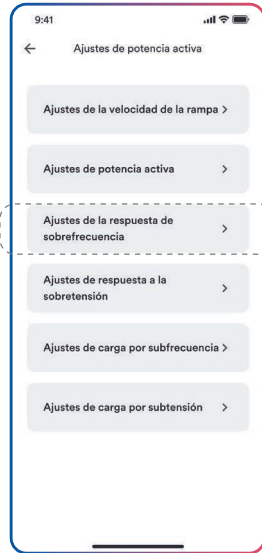 9:41
Ajustes de potencia activa
Ajustes de la velocidad de la rampa
Ajustes de potencia activa
Ajustes de la respuesta de
sobrefrecuencia
Ajustes de respuesta a la
sobretensión
Ajustes de carga por subfrecuencia
Ajustes de carga por subtensión